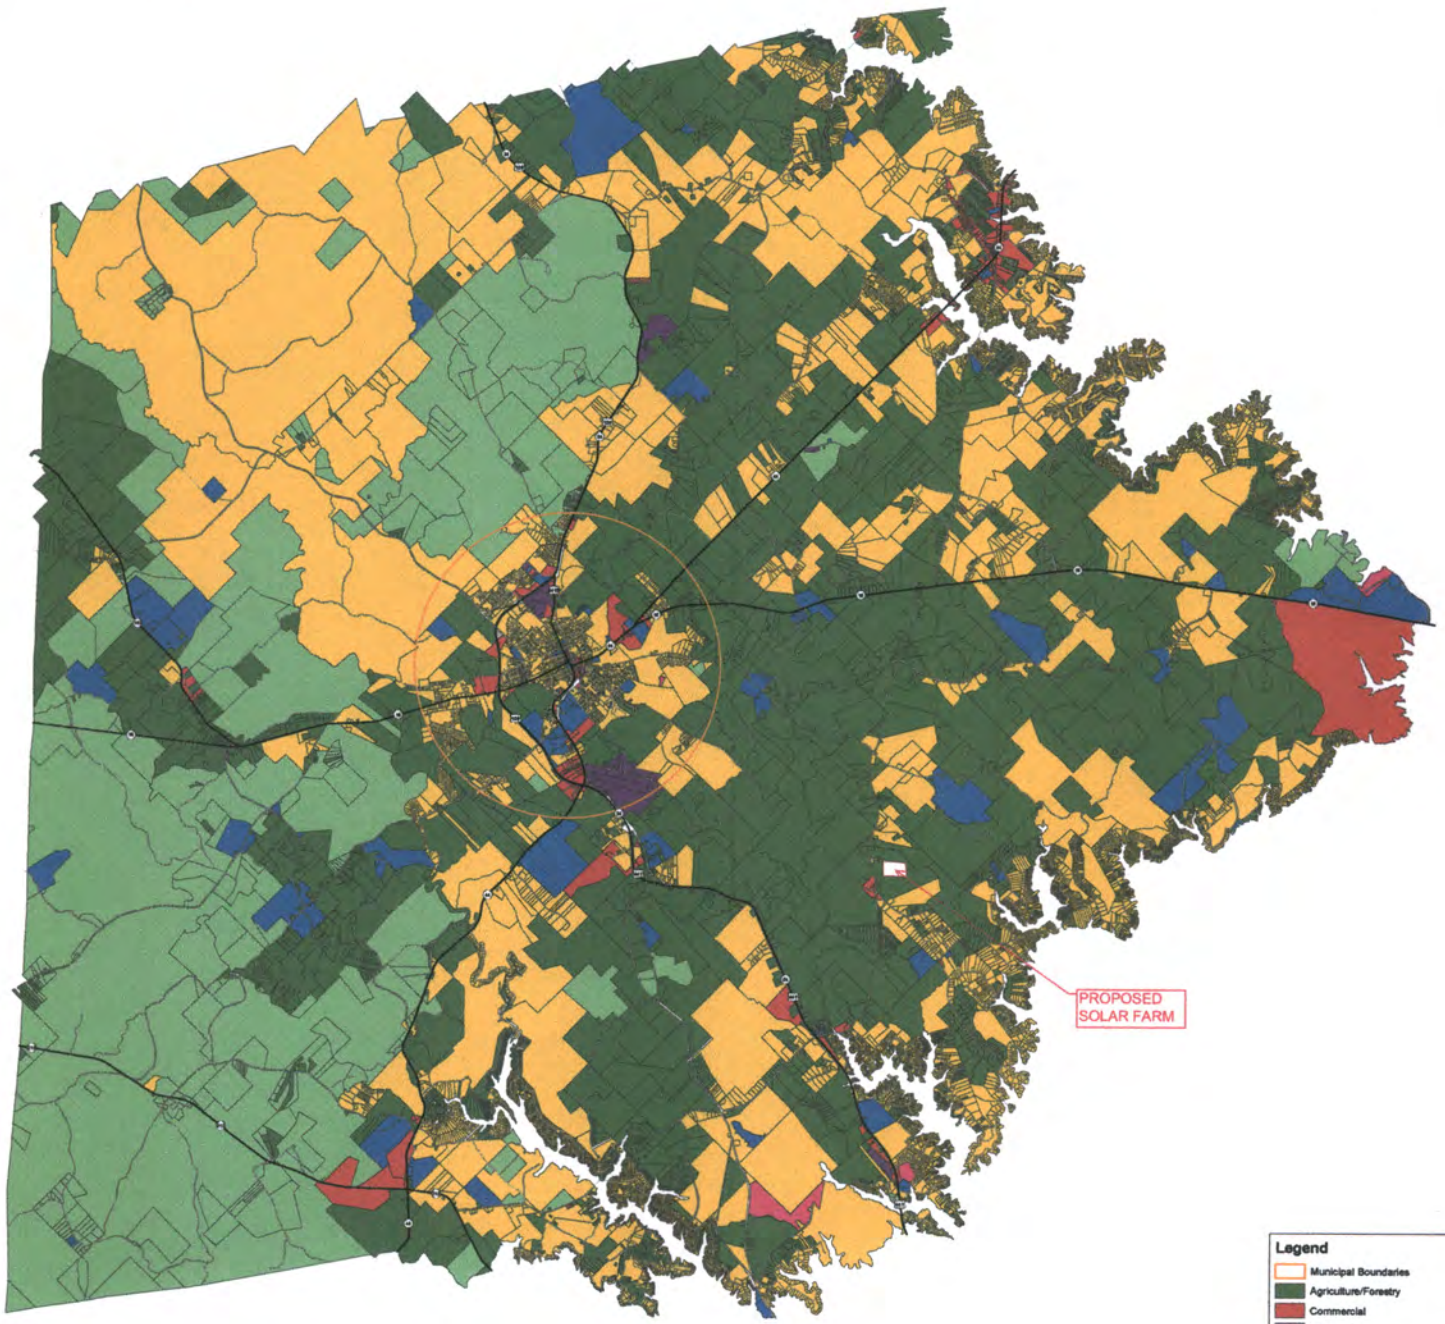 PROPOSED
SOLAR FARM
Legend
Municipal Boundaries
Agriculture/Forestry
Commercial